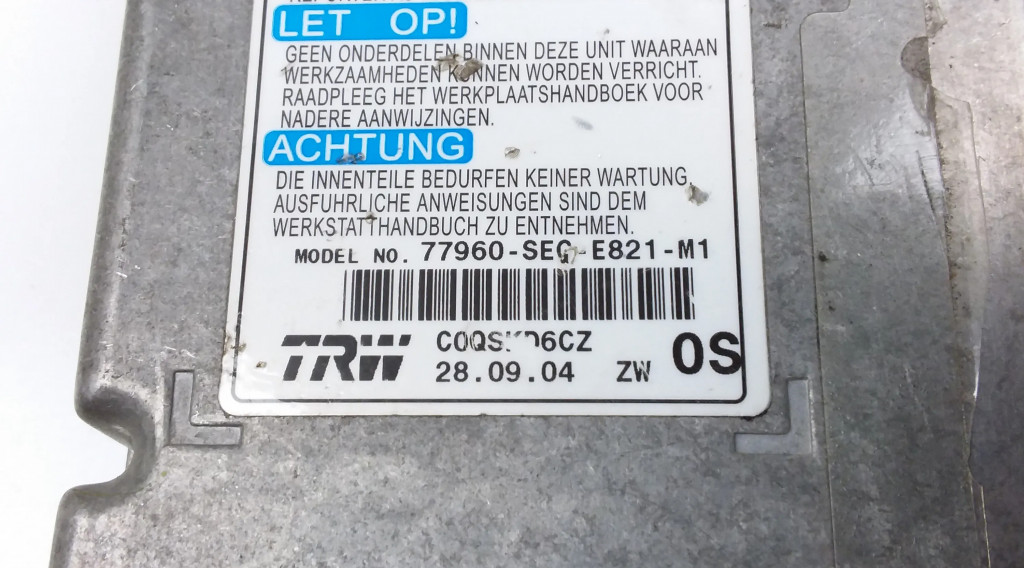 LET OP!
GEEN ONDERDELEN BINNEN DEZE UNIT WAARAAN
WERKZAAMHEDEN KUNNEN WORDEN VERRICHT.
RAADPLEEG HET WERKPLAATSHANDBOEK VOOR
NADERE AANWIJZINGEN.
ACHTUNG
DIE INNENTEILE BEDURFEN KEINER WARTUNG,
AUSFUHRLICHE ANWEISUNGEN SIND DEM
WERKSTATTHANDBUCH ZU ENTNEHMEN.
MODEL NO. 77960-SEG-E821-M1
TRW
28.09.04 ZW 0S